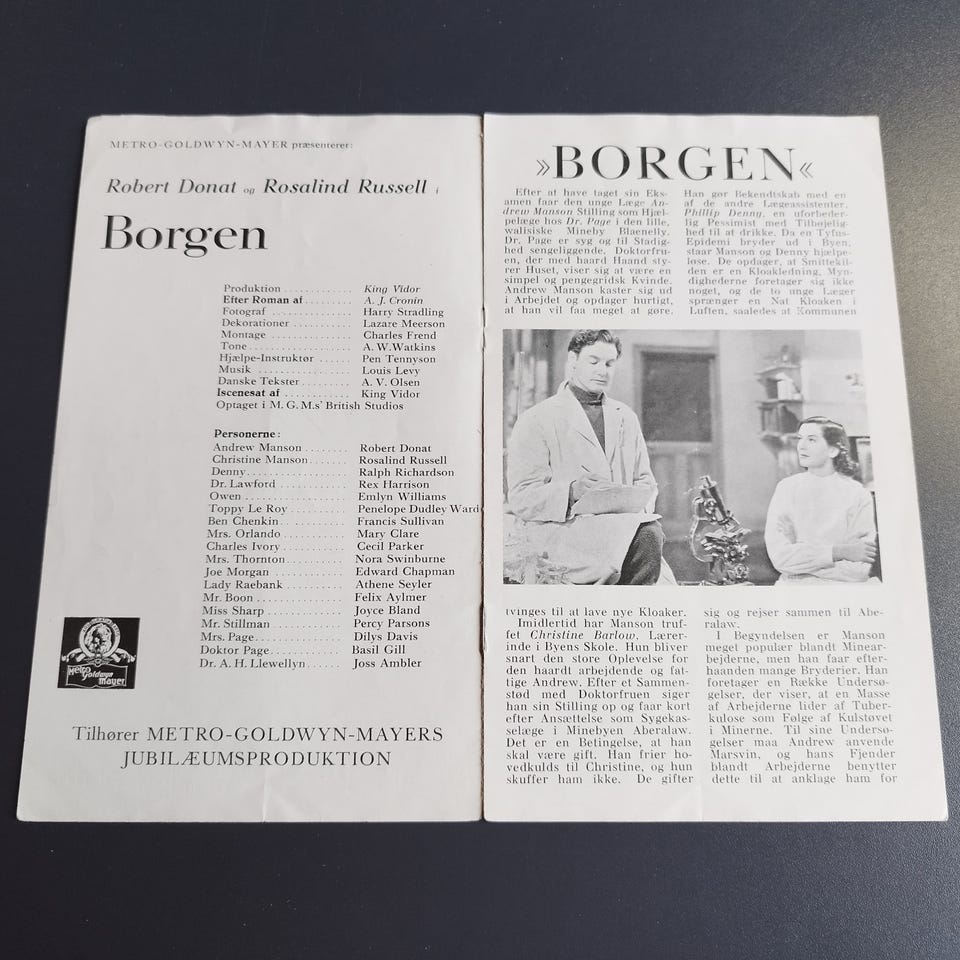 METRO-GOLDWYN-MAYER præsenterer:
Robert Donat og Rosalind Russell i
Borgen
Produktion ............ King Vidor
Efter Roman af ......... A. J. Cronin
Fotograf .............. Harry Stradling
Dekorationer .......... Lazare Meerson
Montage .............. Charles Frend
Tone .................. A. W. Watkins
Hjælpe-Instruktør ...... Pen Tennyson
Musik ................ Louis Levy
Danske Tekster ......... A. V. Olsen
Iscenesat af ............ King Vidor
Optaget i M. G. M.s' British Studios
Personerne:
Andrew Manson ........ Robert Donat
Christine Manson ....... Rosalind Russell
Denny ................. Ralph Richardson
Dr. Lawford ............ Rex Harrison
Owen .................. Emlyn Williams
Toppy Le Roy .......... Penelope Dudley Ward
Ben Chenkin ........... Francis Sullivan
Mrs. Orlando ........... Mary Clare
Charles Ivory ........... Cecil Parker
Mrs. Thornton .......... Nora Swinburne
Joe Morgan ............ Edward Chapman
Lady Raebank .......... Athene Seyler
Mr. Boon .............. Felix Aylmer
Miss Sharp ............. Joyce Bland
Mr. Stillman ............ Percy Parsons
Mrs. Page .............. Dilys Davis
Doktor Page ............ Basil Gill
Dr. A. H. Llewellyn ...... Joss Ambler
Metro
Goldwyn
Mayer
Tilhører METRO-GOLDWYN-MAYERS
JUBILÆUMSPRODUKTION
»BORGEN«
Efter at have taget sin Eks-
amen faar den unge Læge An-
drew Manson Stilling som Hjæl-
pelæge hos Dr. Page i den lille,
walisiske Mineby Blaenelly.
Dr. Page er syg og til Stadig-
hed sengeliggende. Doktorfru-
en, der med haard Haand sty-
rer Huset, viser sig at være en
simpel og pengegridsk Kvinde.
Andrew Manson kaster sig ud
i Arbejdet og opdager hurtigt,
at han vil faa meget at gøre.
Han gør Bekendtskab med en
af de andre Lægeassistenter,
Phillip Denny, en uforbeder-
lig Pessimist med Tilbøjelig-
hed til at drikke. Da en Tyfus-
Epidemi bryder ud i Byen,
staar Manson og Denny hjælpe-
løse. De opdager, at Smittekil-
den er en Kloakledning. Myn-
dighederne foretager sig ikke
noget, og de to unge Læger
sprænger en Nat Kloaken i
Luften, saaledes at Kommunen
tvinges til at lave nye Kloaker.
Imidlertid har Manson truf-
fet Christine Barlow, Lærer-
inde i Byens Skole. Hun bliver
snart den store Oplevelse for
den haardt arbejdende og fat-
tige Andrew. Efter et Sammen-
stød med Doktorfruen siger
han sin Stilling op og faar kort
efter Ansættelse som Sygekas-
selæge i Minebyen Aberalaw.
Det er en Betingelse, at han
skal være gift. Han frier ho-
vedkulds til Christine, og hun
skuffer ham ikke. De gifter
sig og rejser sammen til Abe-
ralaw.
I Begyndelsen er Manson
meget populær blandt Minear-
bejderne, men han faar efter-
haanden mange Bryderier. Han
foretager en Række Undersø-
gelser, der viser, at en Masse
af Arbejderne lider af Tuber-
kulose som Følge af Kulstøvet
i Minerne. Til sine Undersø-
gelser maa Andrew anvende
Marsvin, og hans Fjender
blandt Arbejderne benytter
dette til at anklage ham for